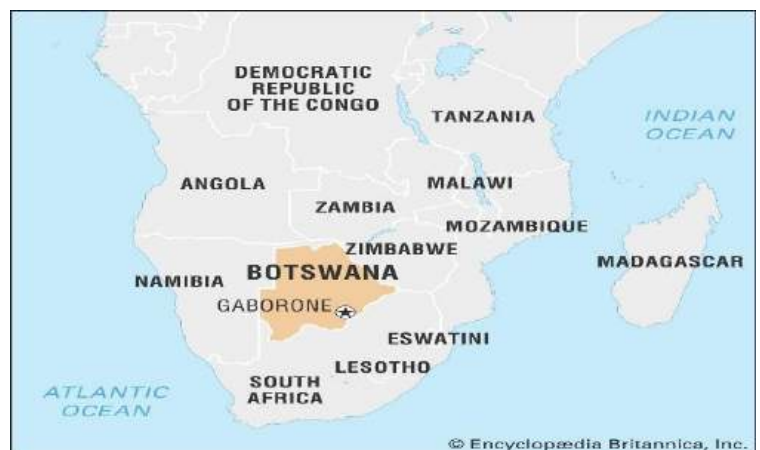 DEMOCRATIC
REPUBLIC
OF THE CONGO
TANZANIA
INDIAN
OCEAN
ANGOLA
MALAWI
ZAMBIA
MOZAMBIQUE
ZIMBABWE
MADAGASCAR
BOTSWANA
NAMIBIA
GABORONE
ESWATINI
LESOTHO
SOUTH
AFRICA
ATLANTIC
OCEAN
© Encyclopædia Britannica, Inc.